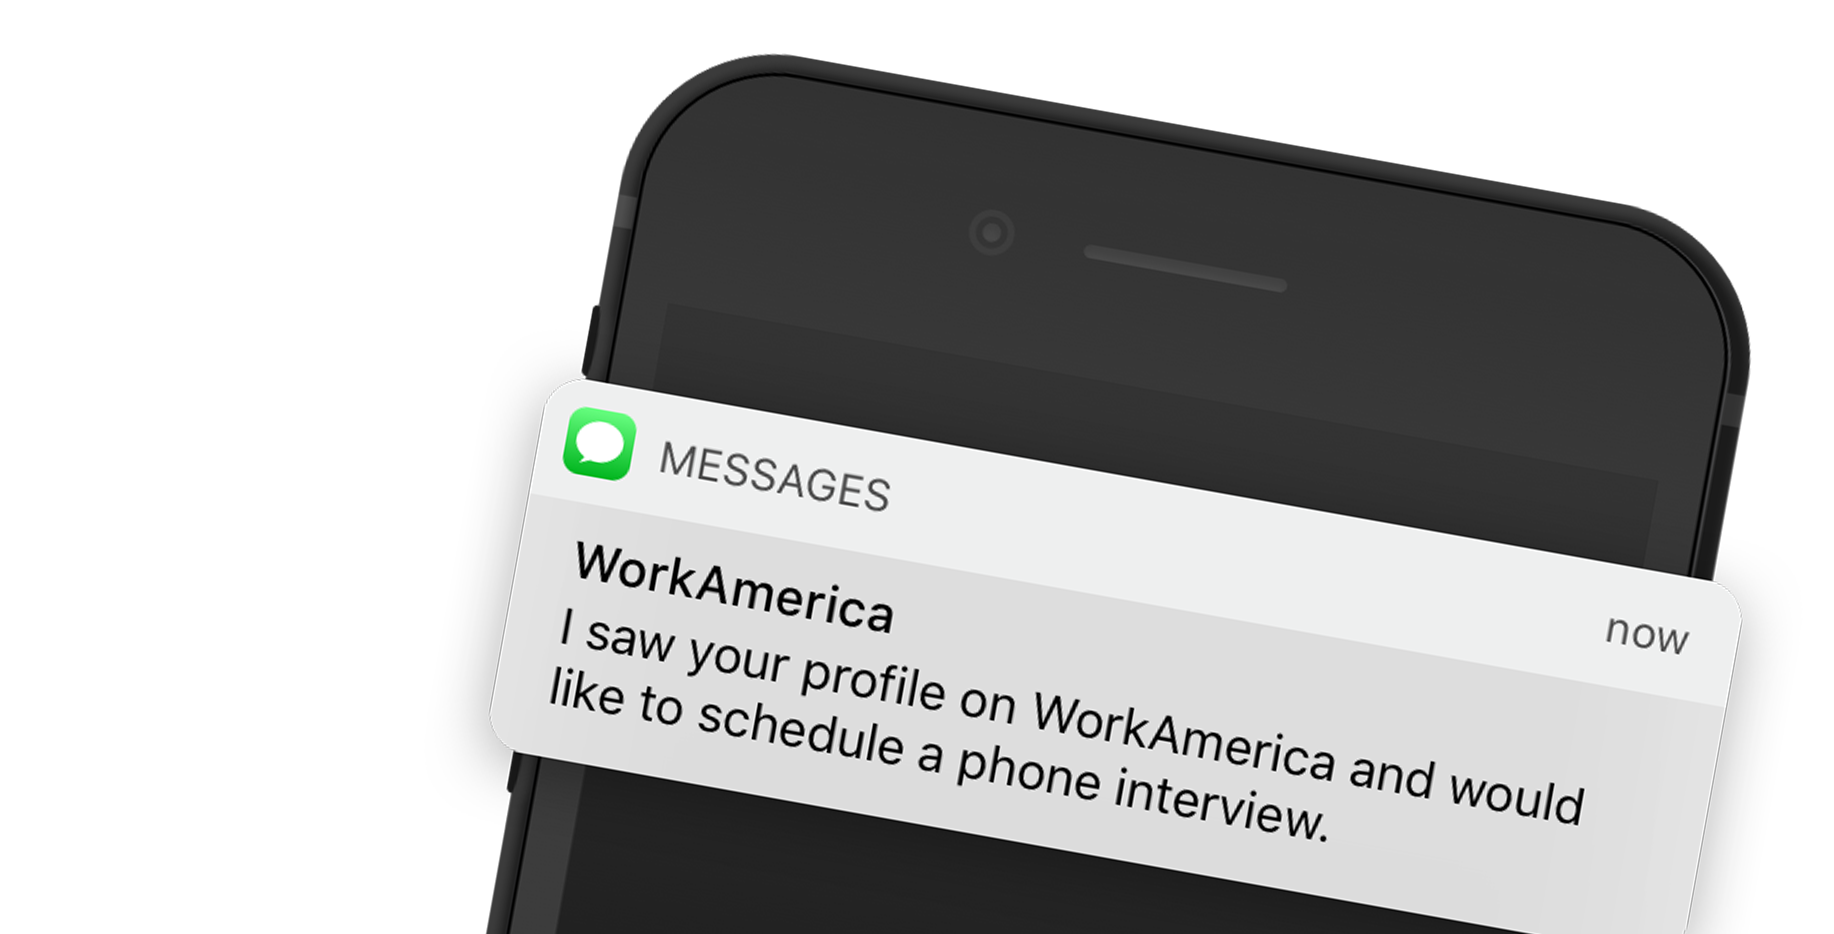 MESSAGES
now
WorkAmerica
I saw your profile on WorkAmerica and would
like to schedule a phone interview.